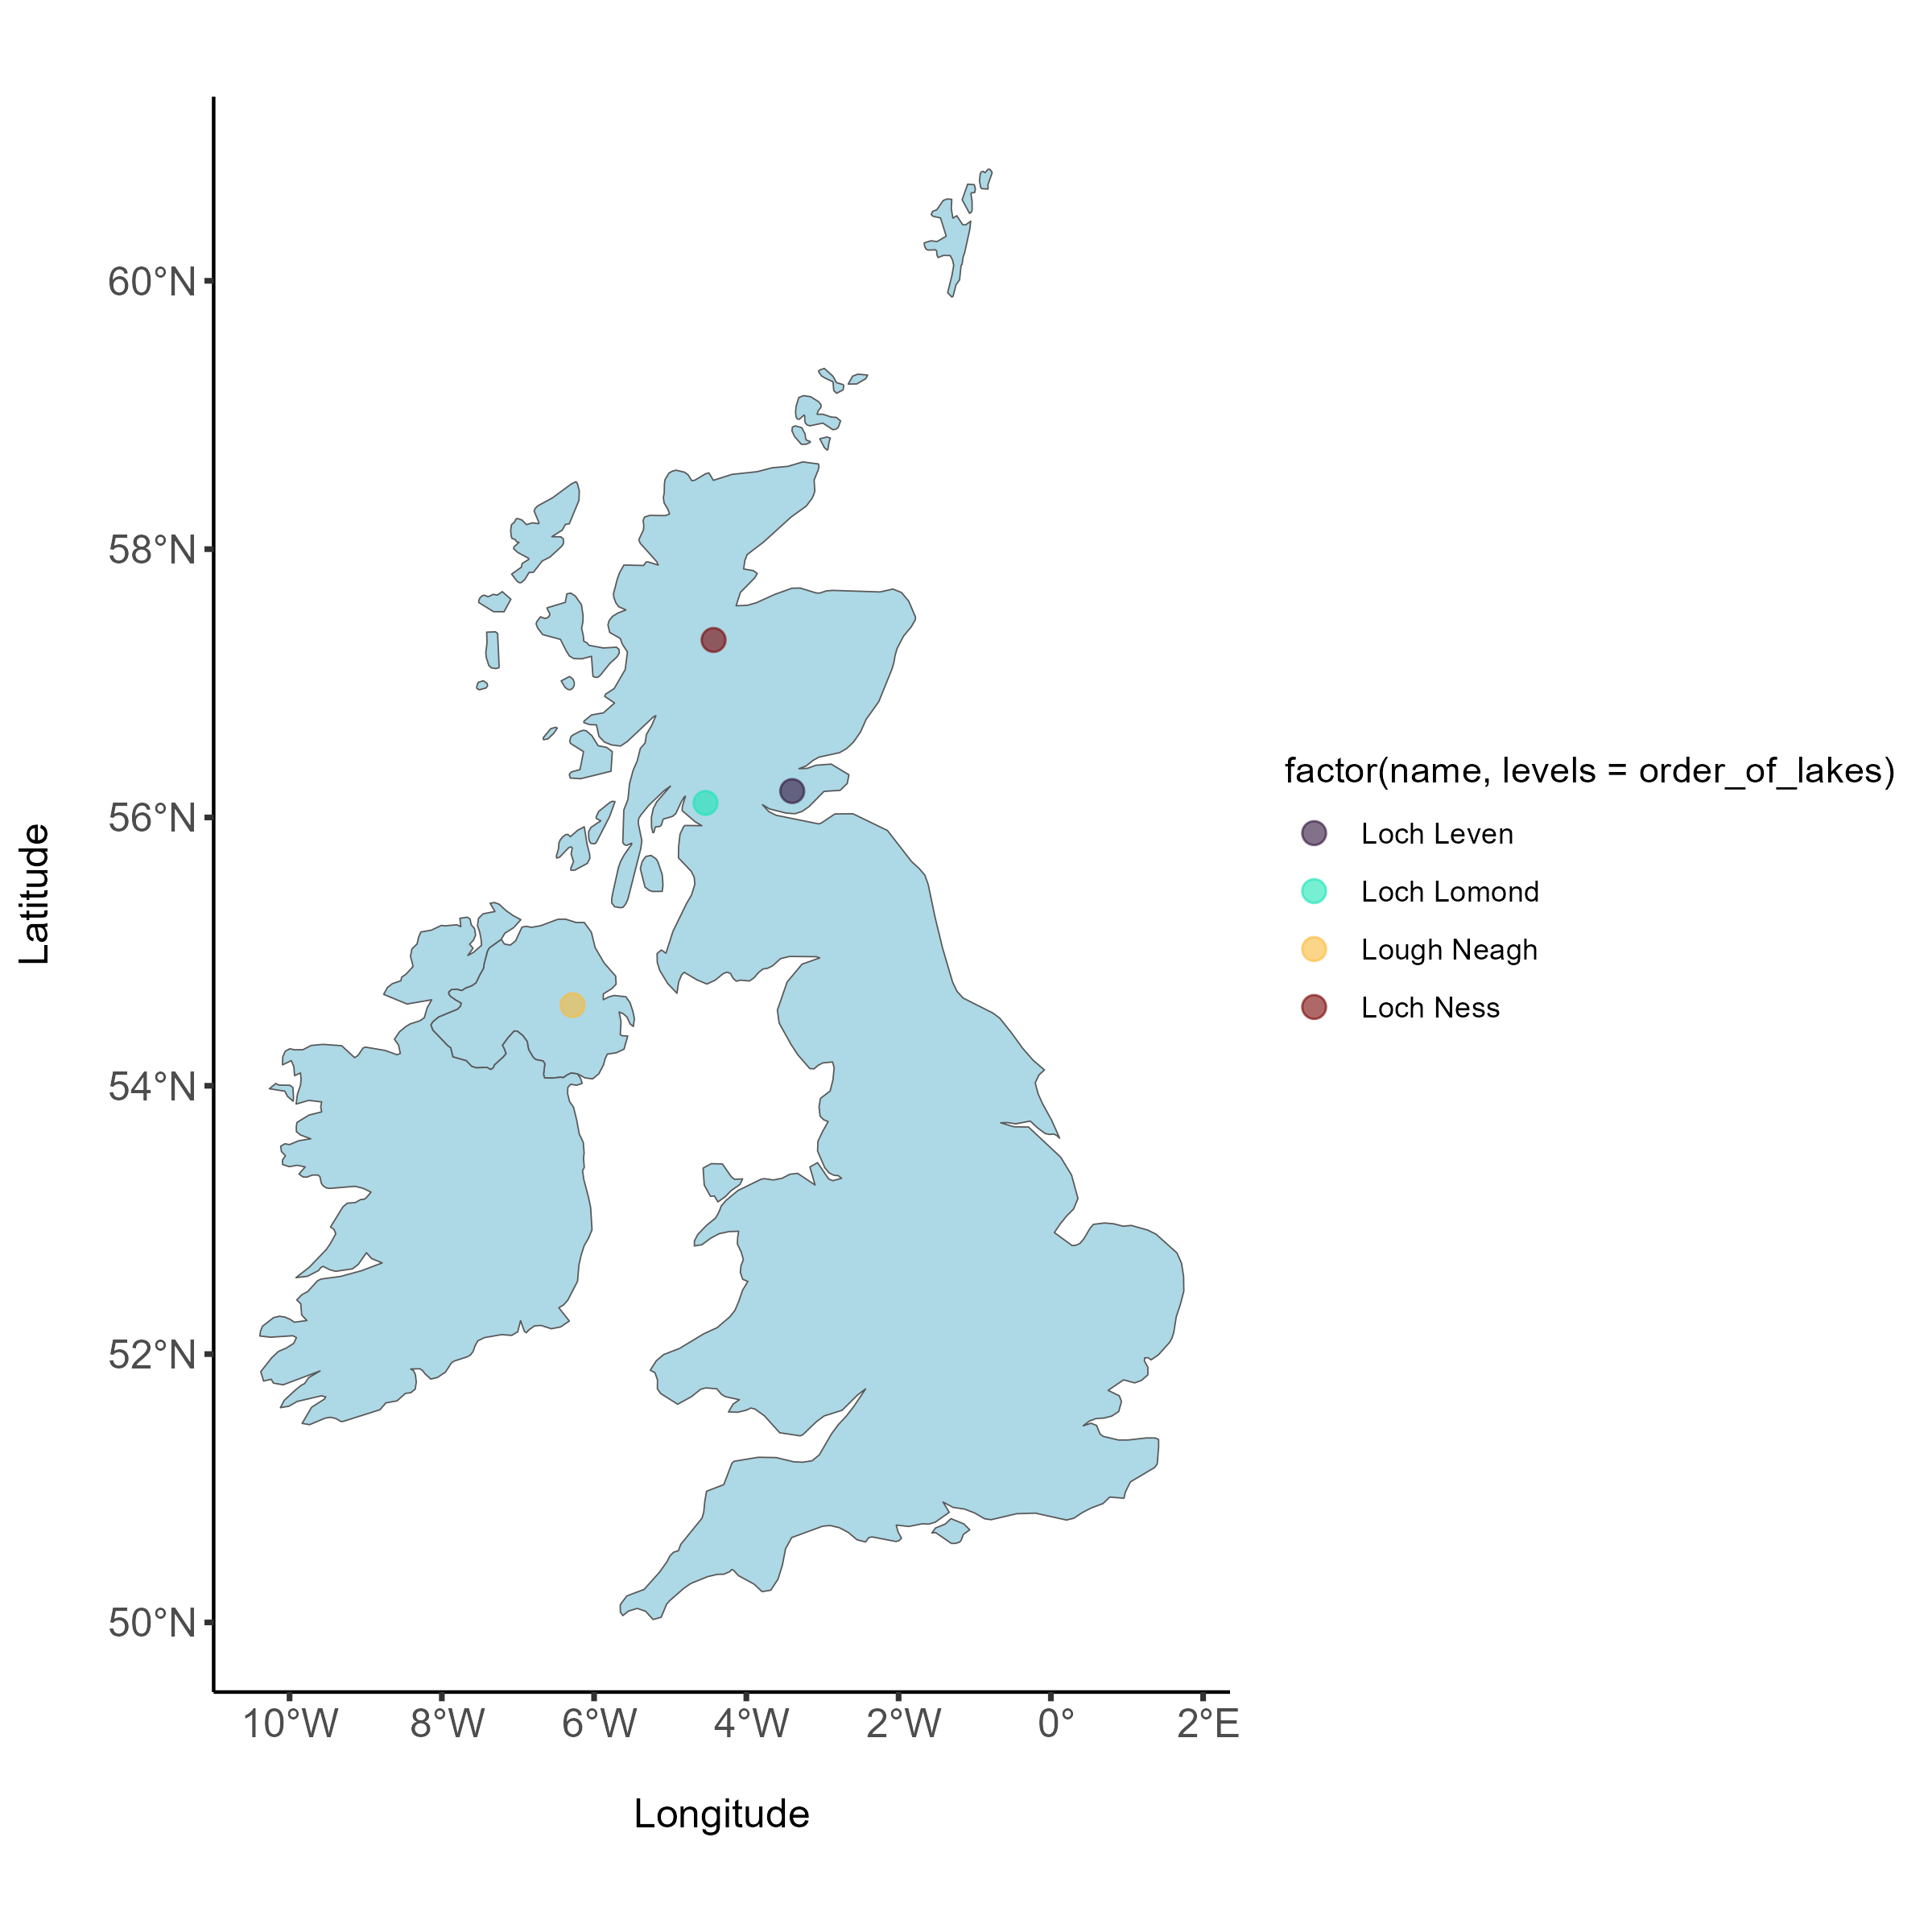 60°N
58°N
56°N
54°N
52°N
50°N
Latitude
10°W 8°W 6°W 4°W 2°W 0° 2°E
Longitude
factor(name, levels = order_of_lakes)
Loch Leven
Loch Lomond
Lough Neagh
Loch Ness